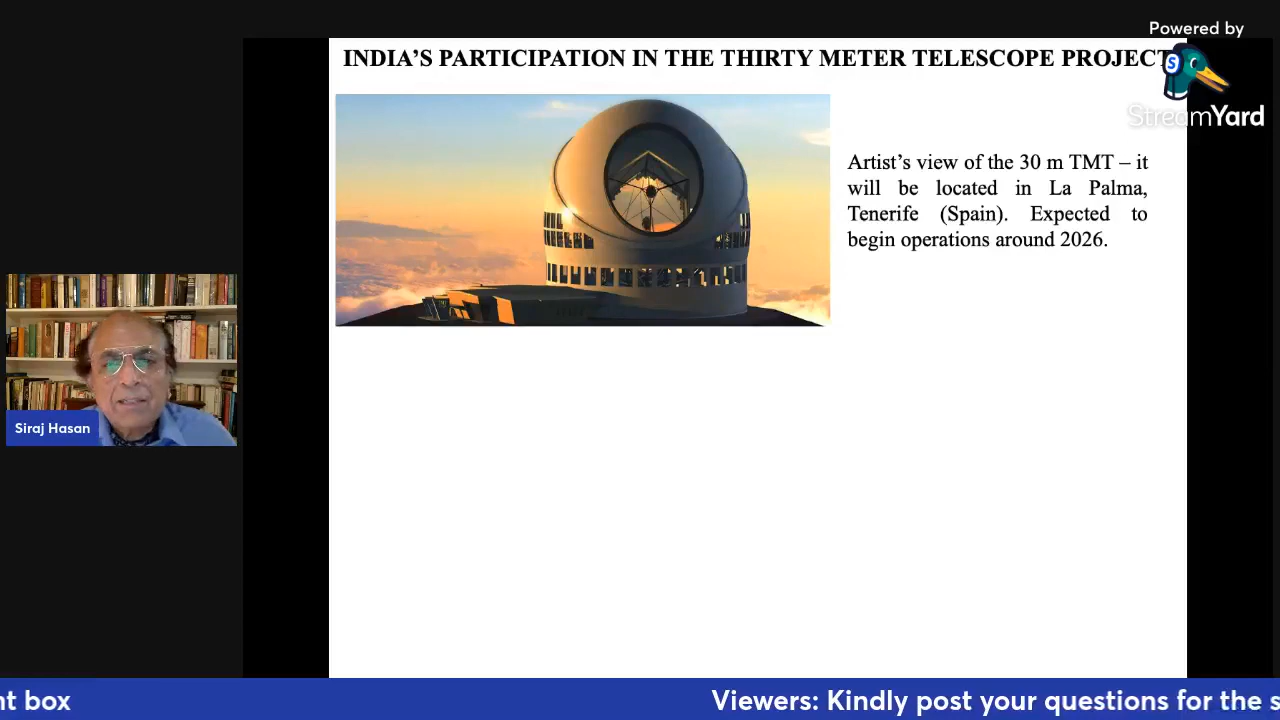 Powered by
StreamYard
INDIA’S PARTICIPATION IN THE THIRTY METER TELESCOPE PROJECT
Artist’s view of the 30 m TMT – it
will be located in La Palma,
Tenerife (Spain). Expected to
begin operations around 2026.
Siraj Hasan
nt box
Viewers: Kindly post your questions for the s